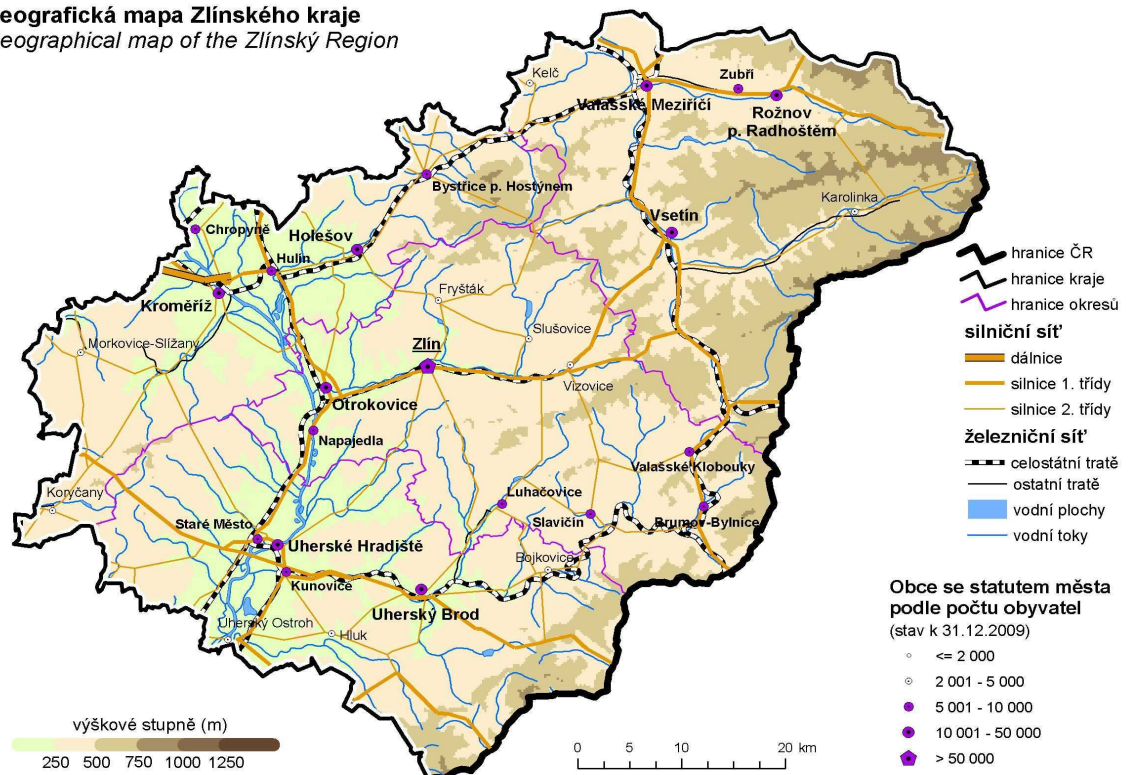 eografická mapa Zlínského kraje
eographical map of the Zlínský Region
Kelč
Zubří
Valašské Meziříčí
Rožnov
p. Radhoštěm
Bystřice p. Hostýnem
Karolinka
Vsetín
Chropyně
Holešov
Hulín
Kroměříž
Fryšták
Slušovice
Morkovice-Slížany
Zlín
Vizovice
Otrokovice
Napajedla
Valašské Klobouky
Koryčany
Luhačovice
Staré Město
Slavičín
Brumov-Bylnice
Uherské Hradiště
Bojkovice
Kunovice
Uherský Brod
Uherský Ostroh
Hluk
hranice ČR
hranice kraje
hranice okresů
silniční síť
dálnice
silnice 1. třídy
silnice 2. třídy
železniční síť
celostátní tratě
ostatní tratě
vodní plochy
vodní toky
Obce se statutem města
podle počtu obyvatel
(stav k 31.12.2009)
<= 2 000
2 001 - 5 000
5 001 - 10 000
10 001 - 50 000
> 50 000
výškové stupně (m)
250 500 750 1000 1250
0 5 10 20 km